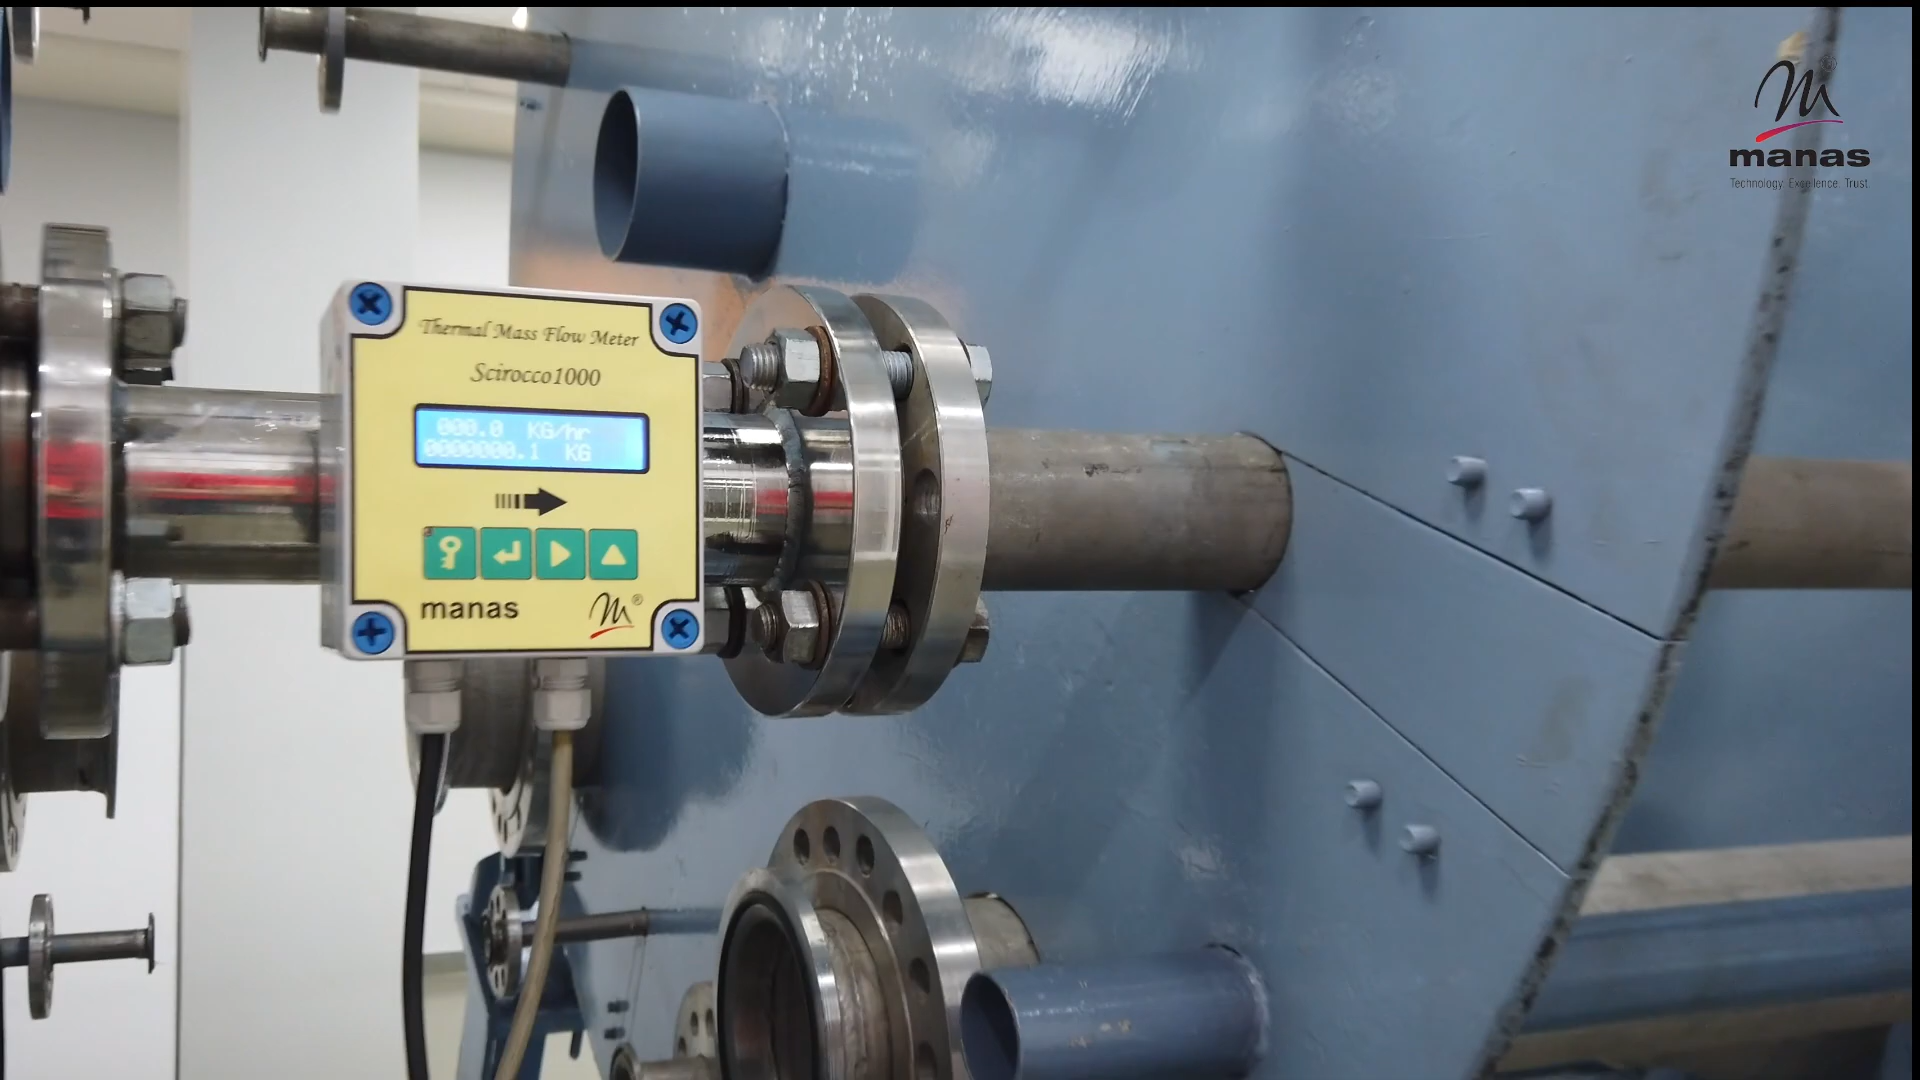 Thermal Mass Flow Meter
Scirocco1000
000.0 KG/hr
0000000.1 KG
manas
m®
m®
manas
Technology. Excellence. Trust.